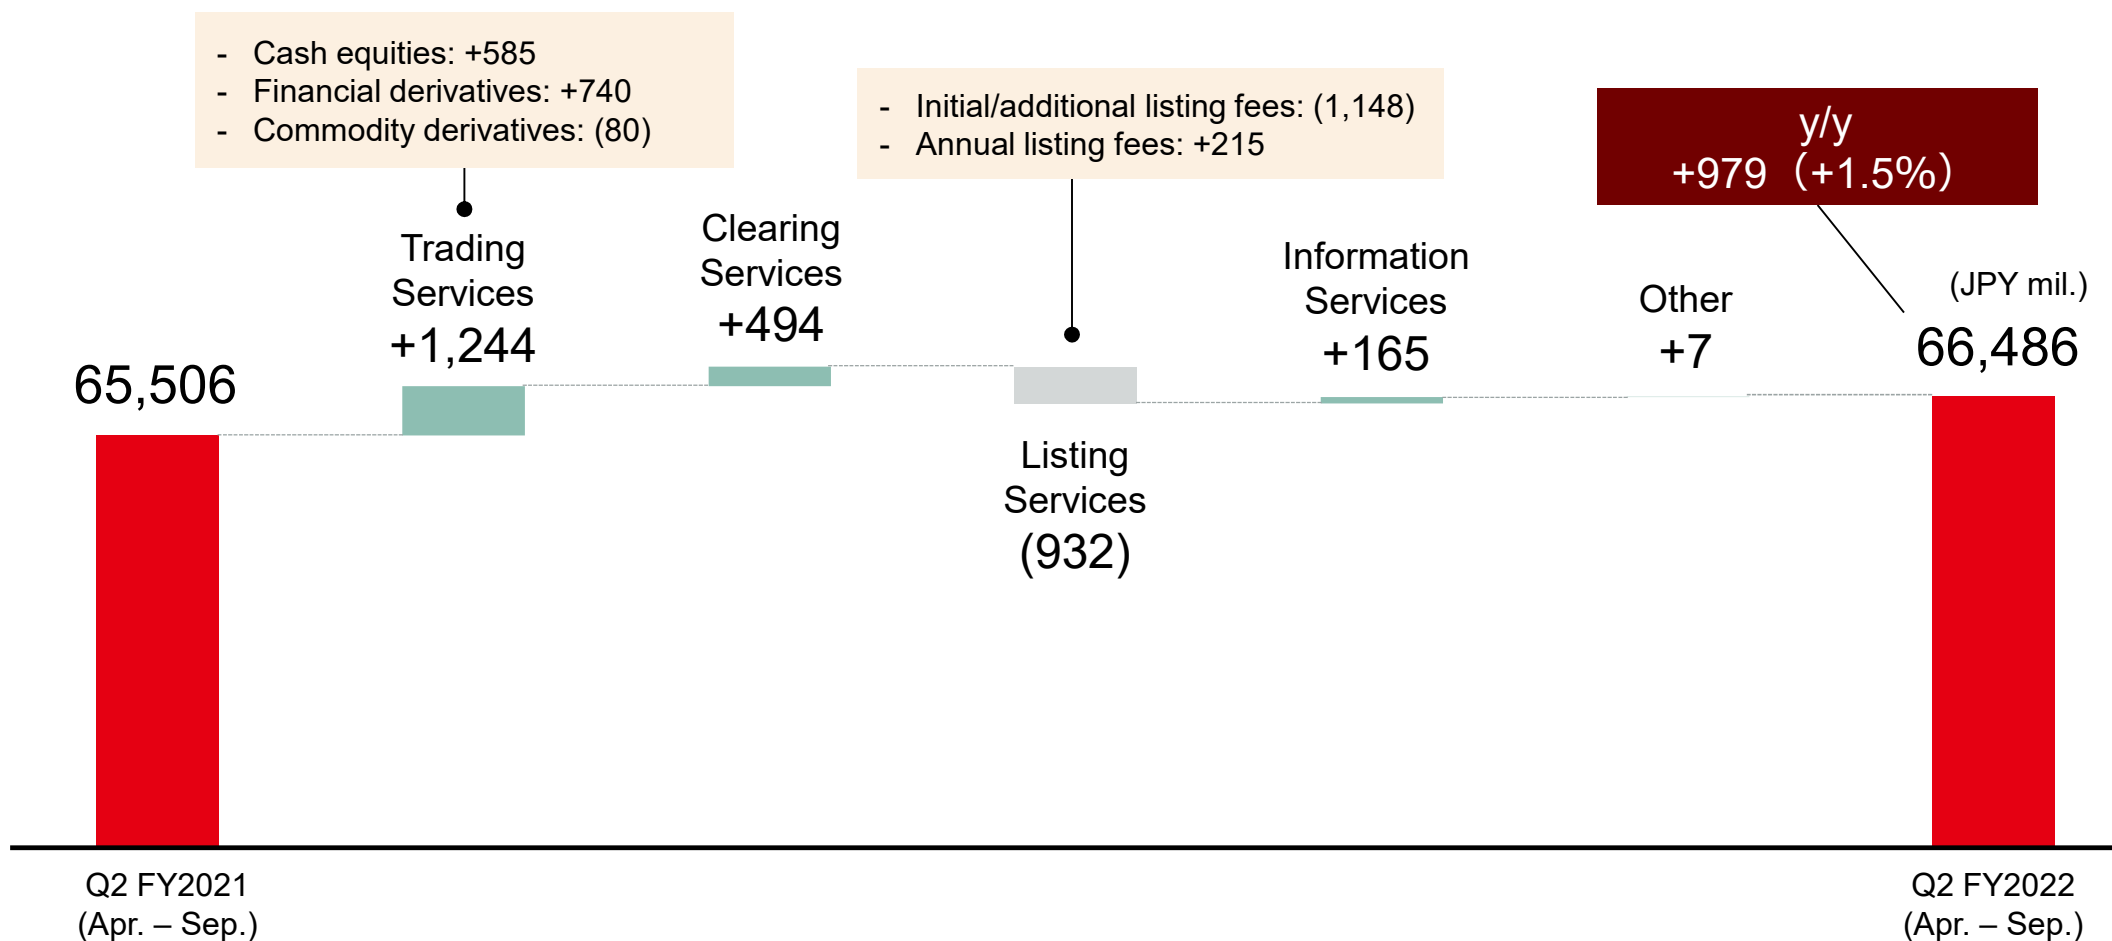 - Cash equities: +585
- Financial derivatives: +740
- Commodity derivatives: (80)
- Initial/additional listing fees: (1,148)
- Annual listing fees: +215
y/y
+979（+1.5%）
(JPY mil.)
65,506
Trading
Services
+1,244
Clearing
Services
+494
Listing
Services
(932)
Information
Services
+165
Other
+7
66,486
Q2 FY2021
(Apr. – Sep.)
Q2 FY2022
(Apr. – Sep.)